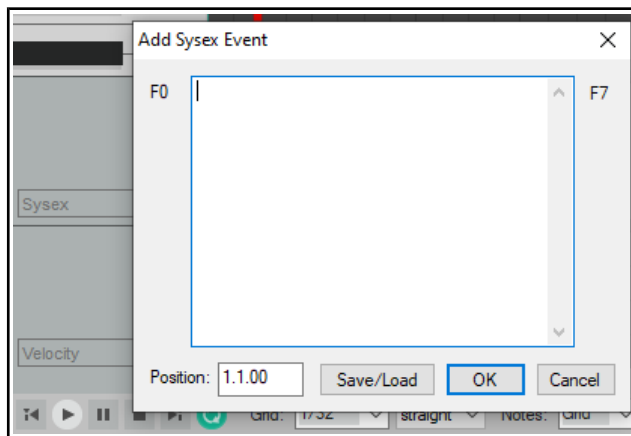 Add Sysex Event
F0
F7
Sysex
Velocity
Position: 1.1.00 Save/Load OK Cancel
Grid: 1/32 straight Notes: Grid